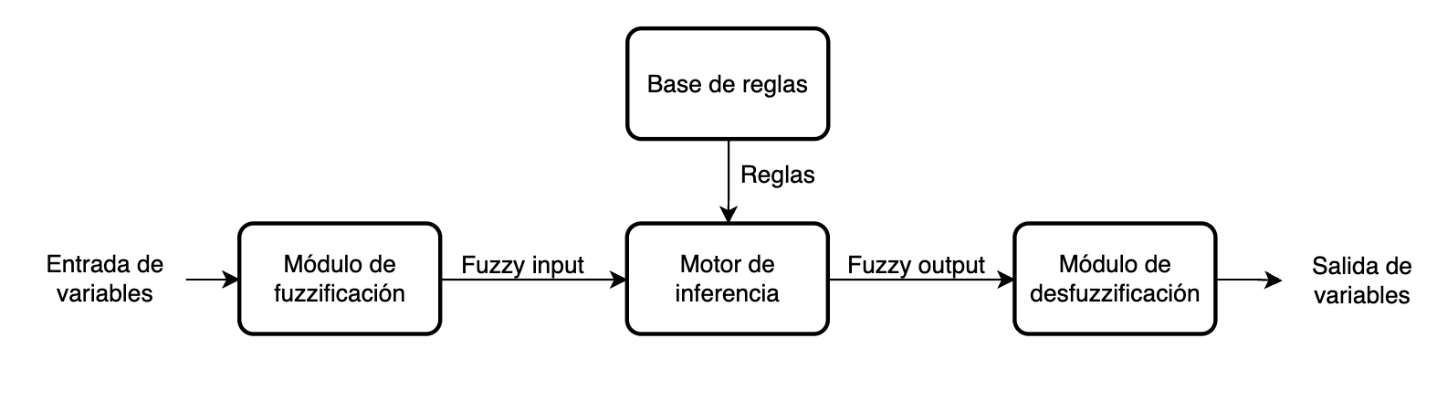 Base de reglas
Reglas
Entrada de
variables
Módulo de
fuzzificación
Fuzzy input
Motor de
inferencia
Fuzzy output
Módulo de
desfuzzificación
Salida de
variables